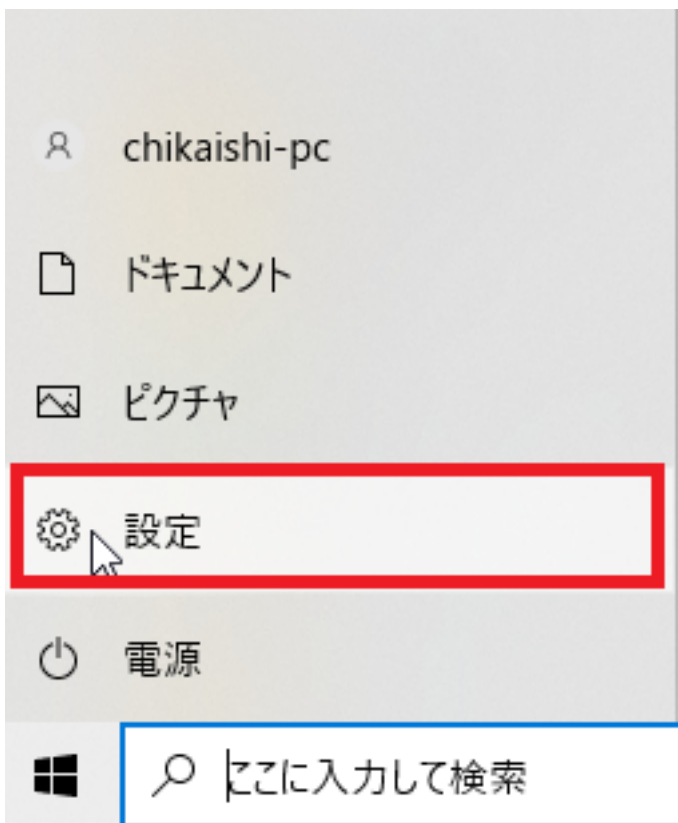 chikaishi-pc
ドキュメント
ピクチャ
設定
電源
ここに入力して検索